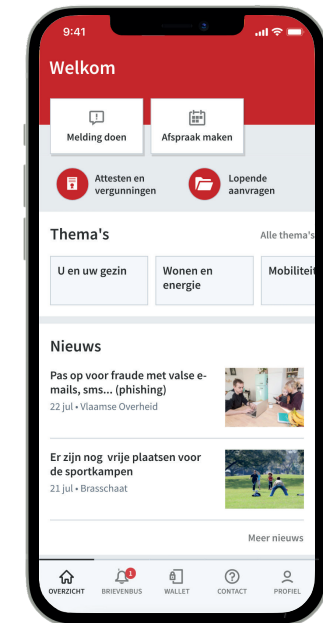 9:41
Welkom
Melding doen
Afspraak maken
Attesten en
vergunningen
Lopende
aanvragen
Thema's
Alle thema's
U en uw gezin
Wonen en
energie
Mobiliteit
Nieuws
Pas op voor fraude met valse e-
mails, sms... (phishing)
22 jul • Vlaamse Overheid
Er zijn nog vrije plaatsen voor
de sportkampen
21 jul • Brasschaat
Meer nieuws
1
OVERZICHT
BRIEVENBUS
WALLET
CONTACT
PROFIEL